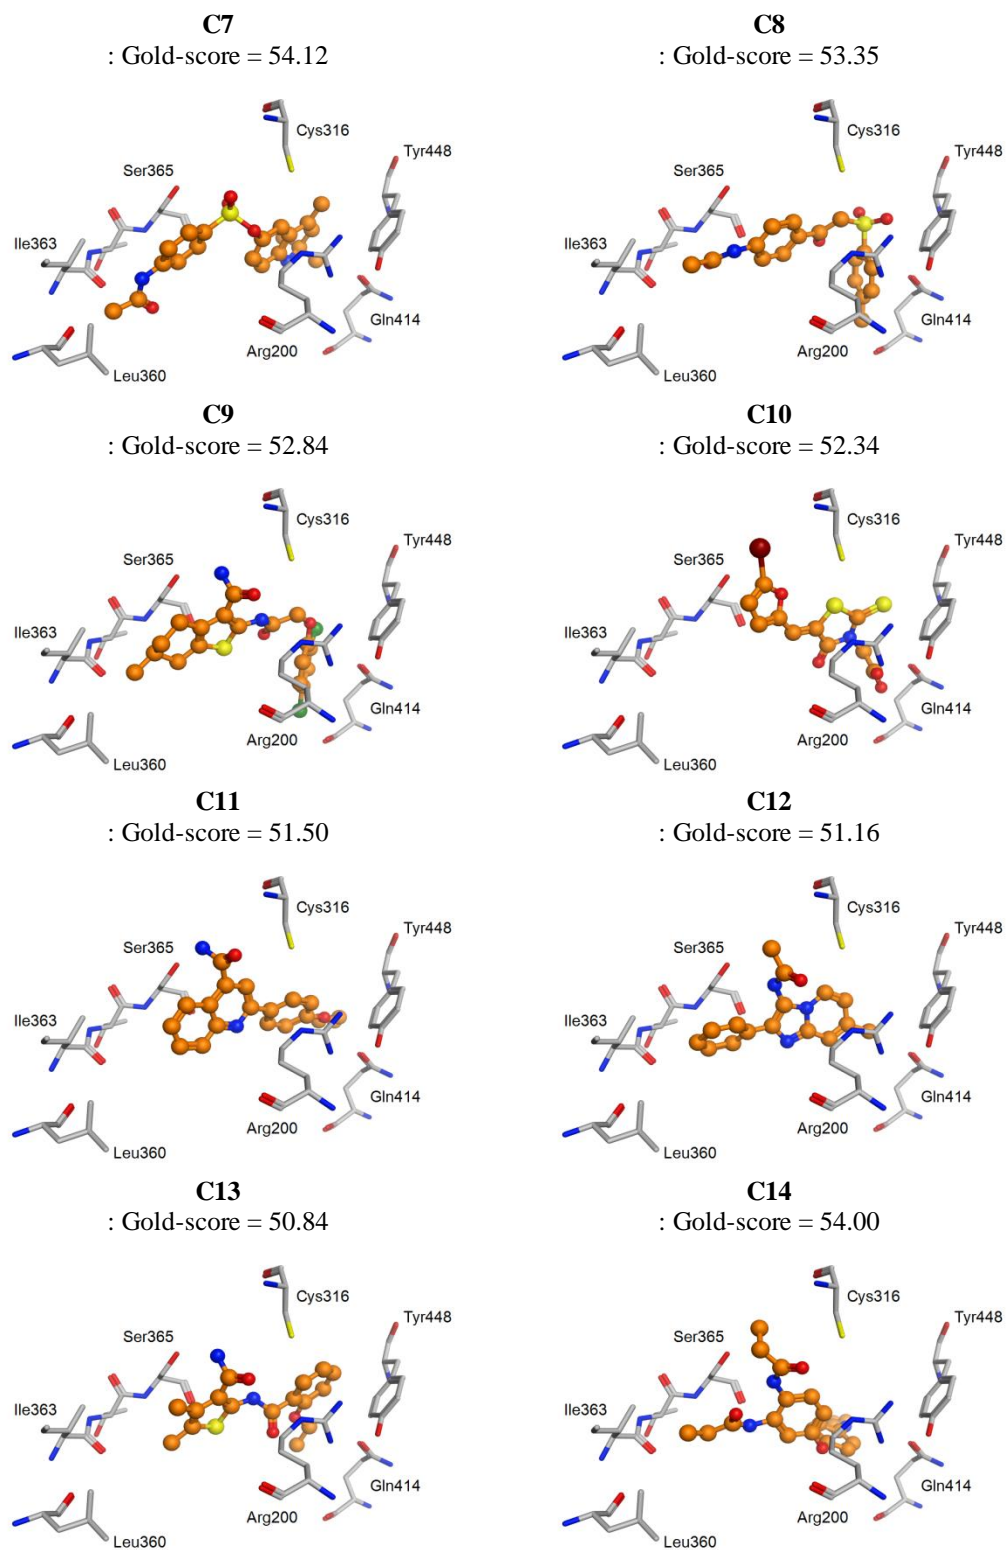 C7
: Gold-score = 54.12
Cys316
Tyr448
Ser365
Ile363
Gln414
Arg200
Leu360
C8
: Gold-score = 53.35
Cys316
Tyr448
Ser365
Ile363
Gln414
Arg200
Leu360
C9
: Gold-score = 52.84
Cys316
Tyr448
Ser365
Ile363
Gln414
Arg200
Leu360
C10
: Gold-score = 52.34
Cys316
Tyr448
Ser365
Ile363
Gln414
Arg200
Leu360
C11
: Gold-score = 51.50
Cys316
Tyr448
Ser365
Ile363
Gln414
Arg200
Leu360
C12
: Gold-score = 51.16
Cys316
Tyr448
Ser365
Ile363
Gln414
Arg200
Leu360
C13
: Gold-score = 50.84
Cys316
Tyr448
Ser365
Ile363
Gln414
Arg200
Leu360
C14
: Gold-score = 54.00
Cys316
Tyr448
Ser365
Ile363
Gln414
Arg200
Leu360